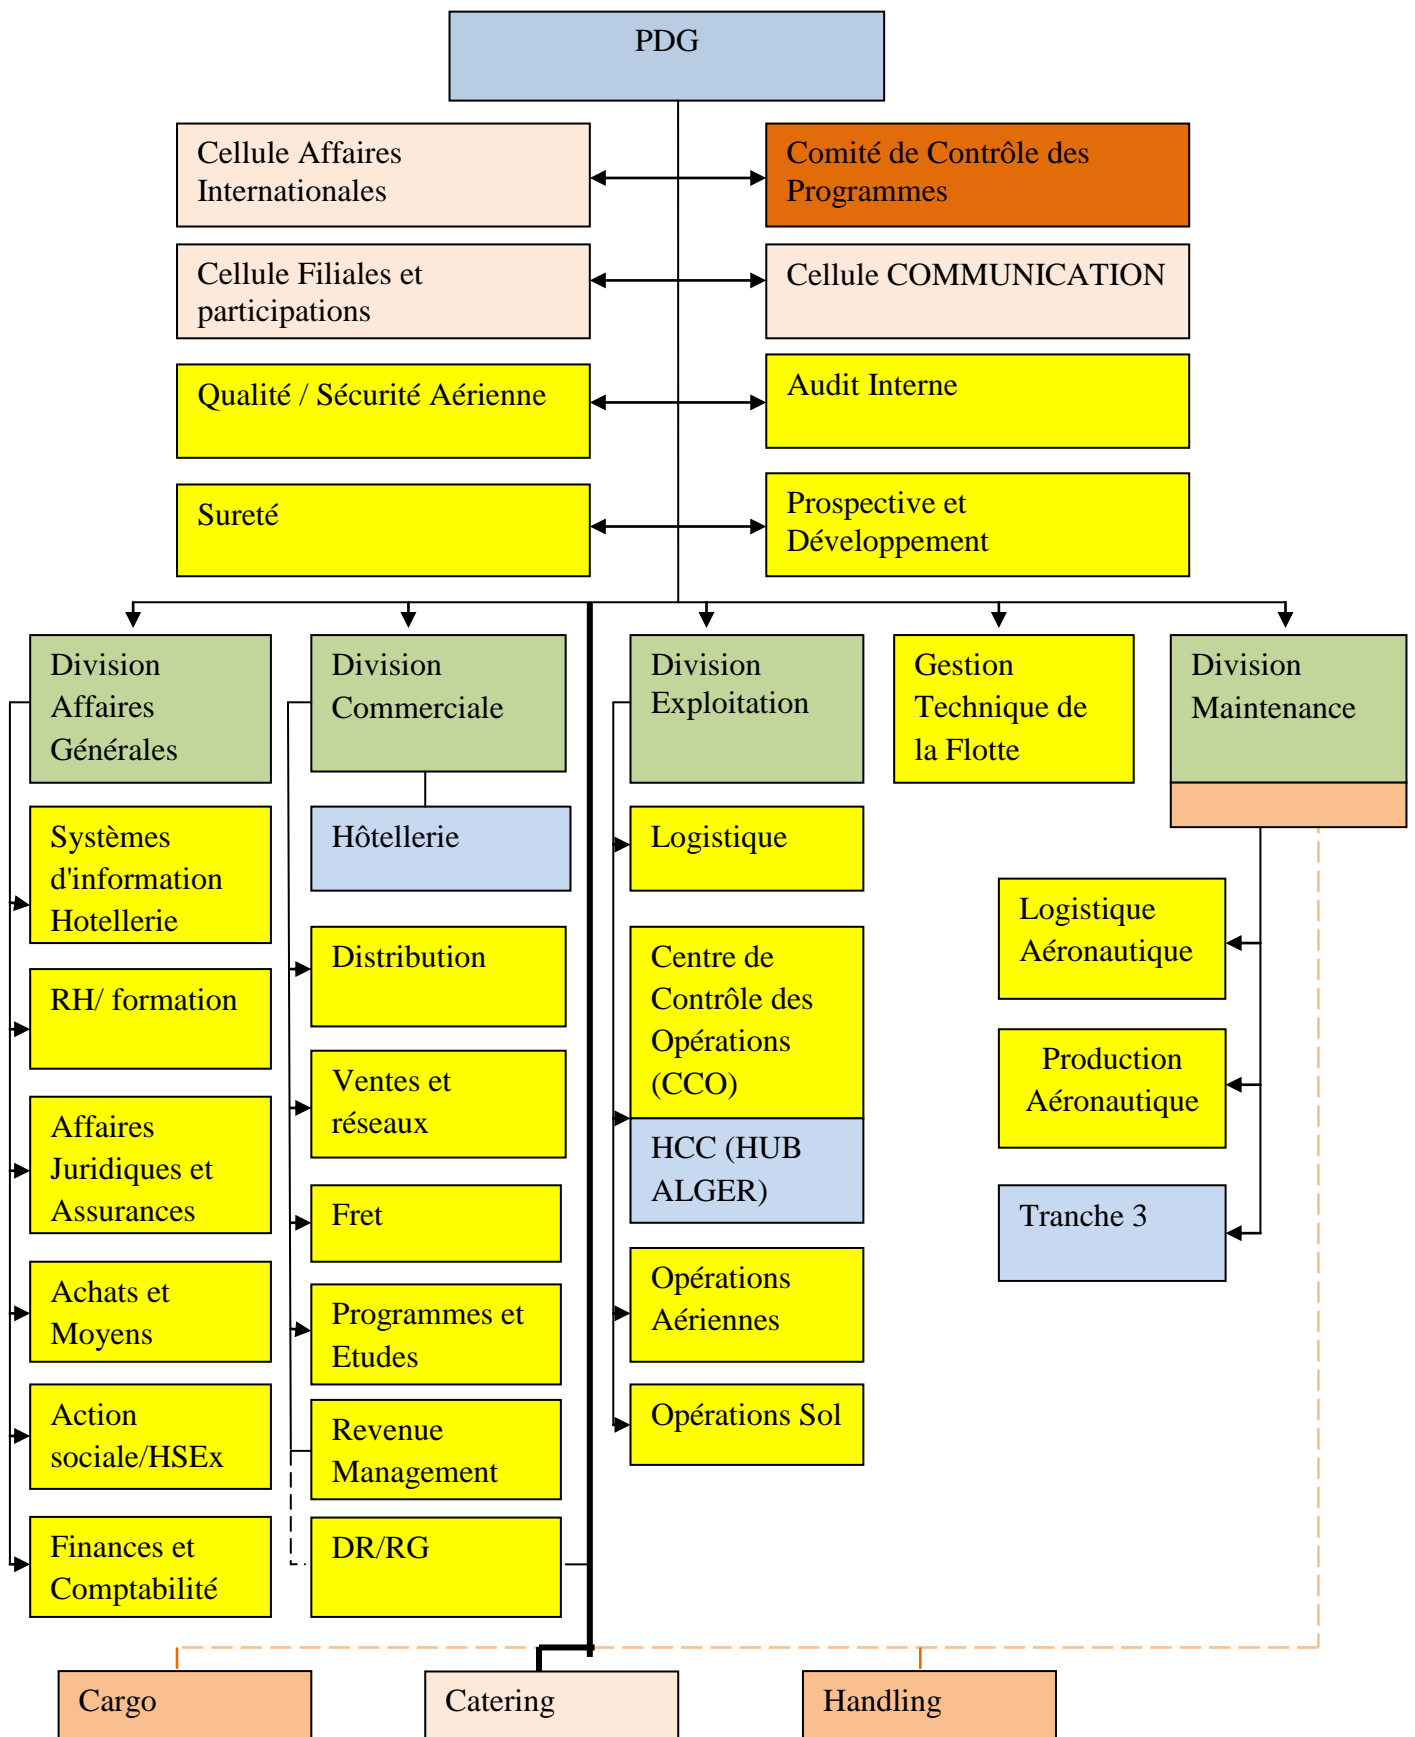 PDG
Cellule Affaires
Internationales
Comité de Contrôle des
Programmes
Cellule Filiales et
participations
Cellule COMMUNICATION
Qualité / Sécurité Aérienne
Audit Interne
Sureté
Prospective et
Développement
Division
Affaires
Générales
Division
Commerciale
Division
Exploitation
Gestion
Technique de
la Flotte
Division
Maintenance
Systèmes
d'information
Hotellerie
RH/ formation
Affaires
Juridiques et
Assurances
Achats et
Moyens
Action
sociale/HSEx
Finances et
Comptabilité
Hôtellerie
Distribution
Ventes et
réseaux
Fret
Programmes et
Etudes
Revenue
Management
DR/RG
Logistique
Centre de
Contrôle des
Opérations
(CCO)
HCC (HUB
ALGER)
Opérations
Aériennes
Opérations Sol
Logistique
Aéronautique
Production
Aéronautique
Tranche 3
Cargo
Catering
Handling